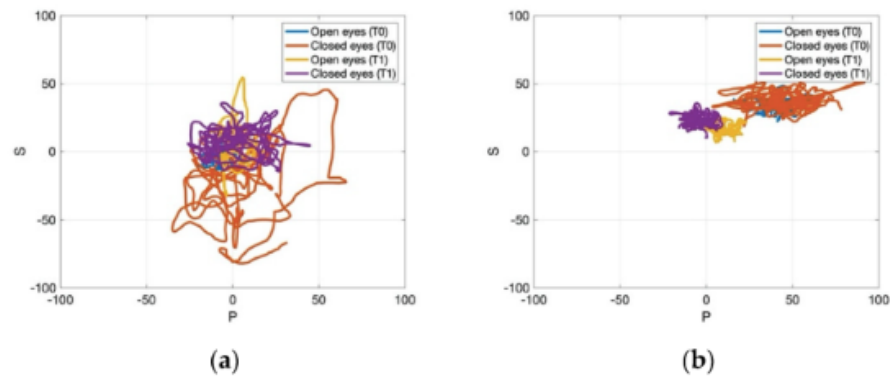 100
50
0
-50
-100
S
-100
-50
0
50
100
P
Open eyes (T0)
Closed eyes (T0)
Open eyes (T1)
Closed eyes (T1)
(a)
100
50
0
-50
-100
S
-100
-50
0
50
100
P
Open eyes (T0)
Closed eyes (T0)
Open eyes (T1)
Closed eyes (T1)
(b)